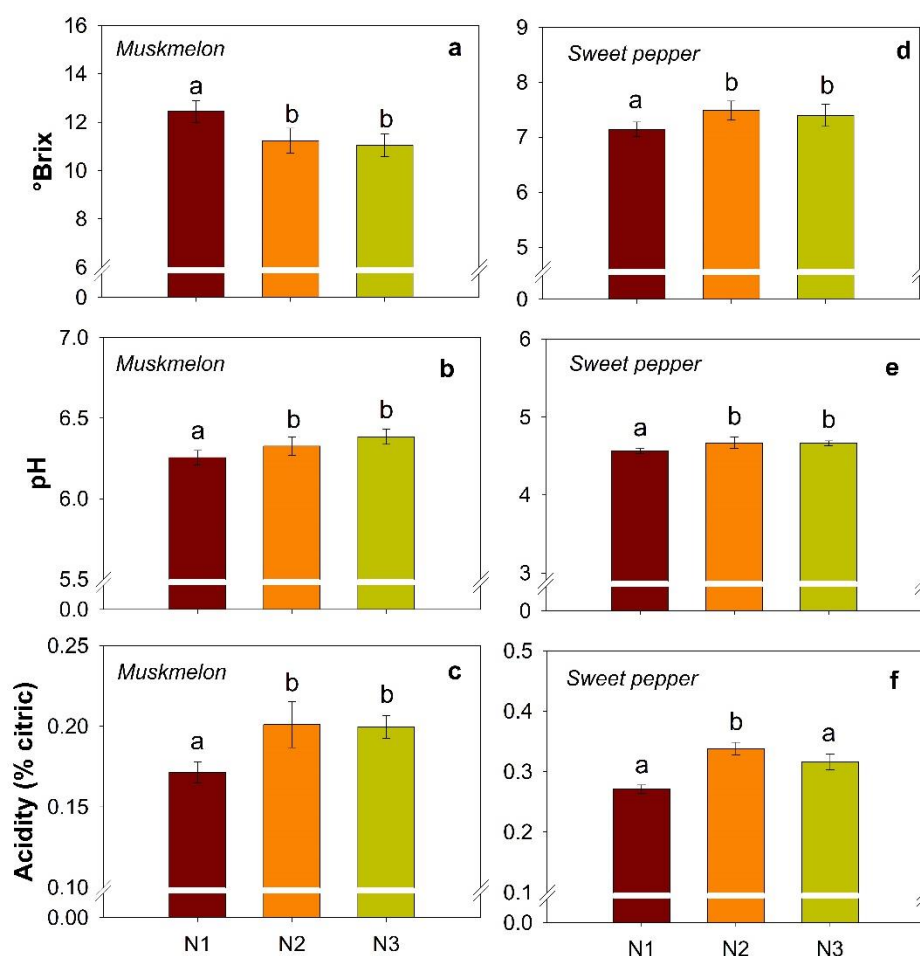 Muskmelon a
°Brix
16
14
12
10
8
6
0
a b b
Sweet pepper d
9
8
7
6
5
0
a b b
Muskmelon b
pH
7.0
6.5
6.0
5.5
0.0
a b b
Sweet pepper e
6
5
4
3
0
a b b
Muskmelon c
Acidity (% citric)
0.25
0.20
0.15
0.10
0.00
a b b
N1 N2 N3
Sweet pepper f
0.5
0.4
0.3
0.2
0.1
0.0
a b a
N1 N2 N3